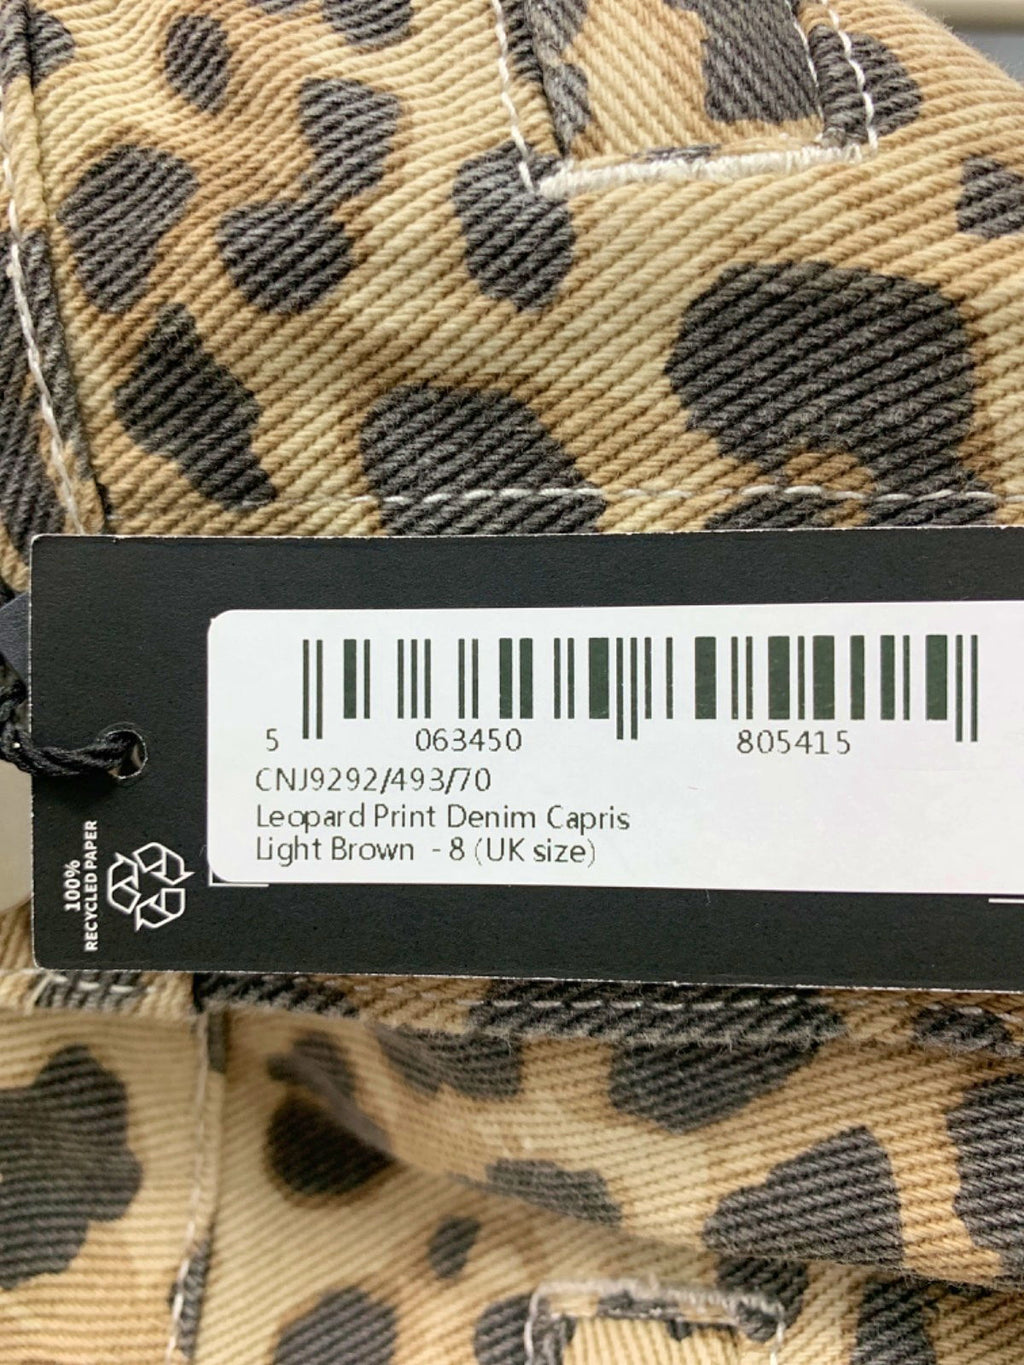 5 063450 805415
CNJ9292/493/70
Leopard Print Denim Capris
Light Brown - 8 (UK size)
100%
RECYCLED PAPER